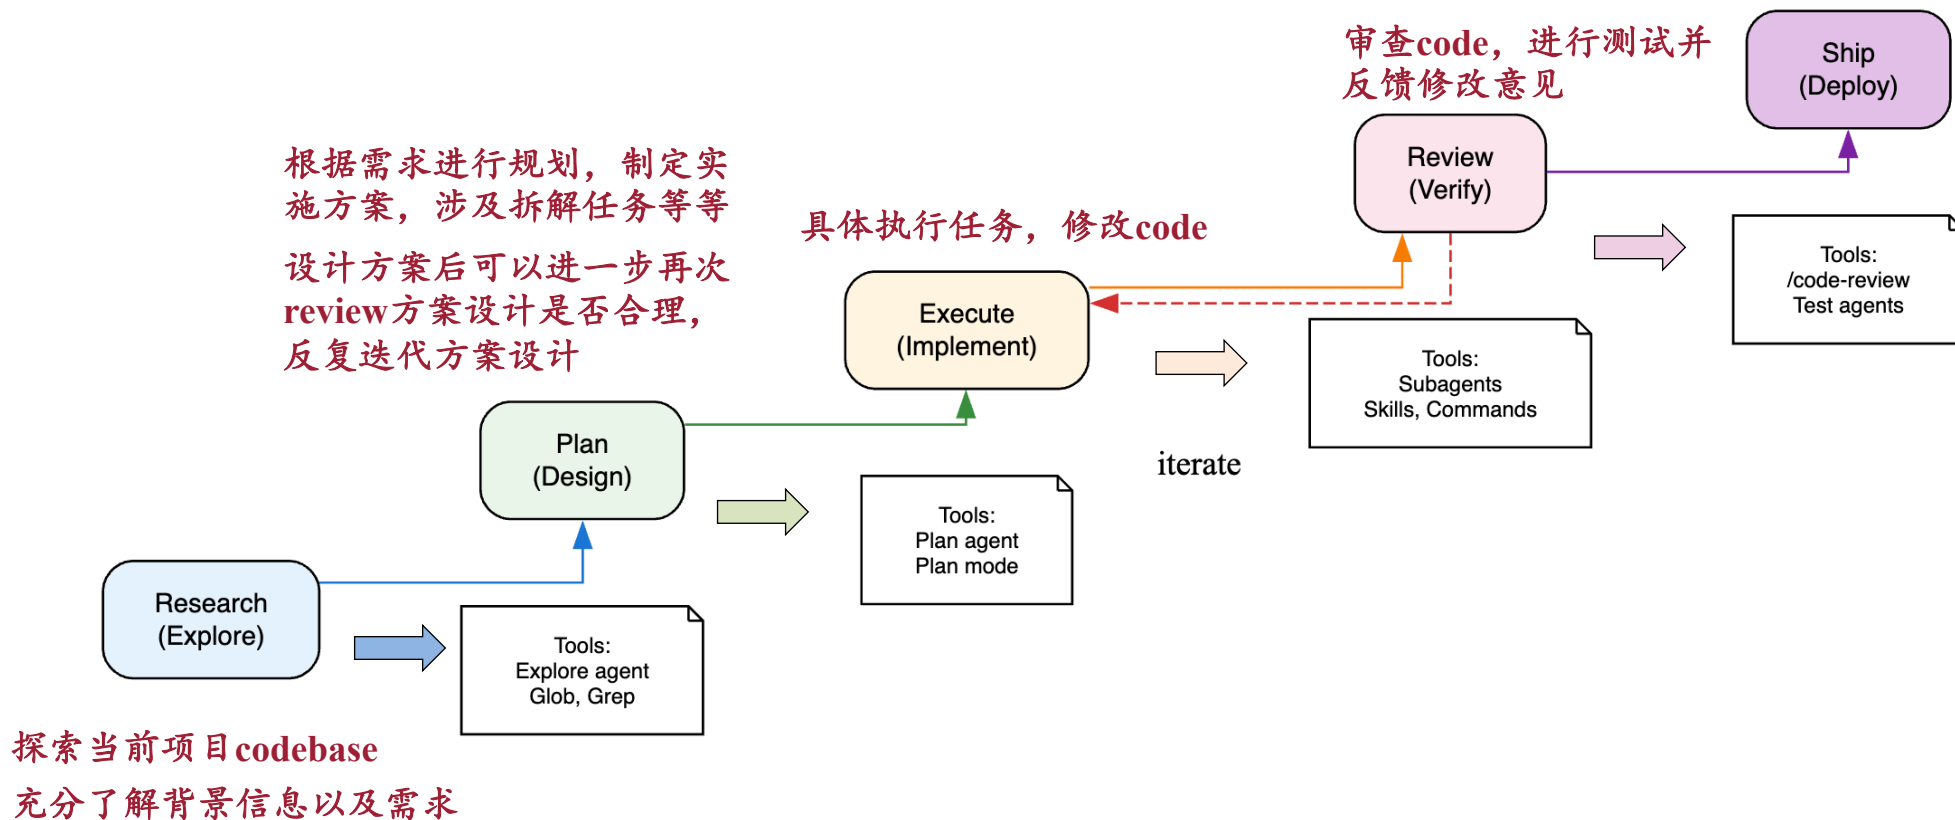 审查code，进行测试并
反馈修改意见
Ship
(Deploy)
Review
(Verify)
Tools:
/code-review
Test agents
根据需求进行规划，制定实
施方案，涉及拆解任务等等
设计方案后可以进一步再次
review方案设计是否合理，
反复迭代方案设计
具体执行任务，修改code
Execute
(Implement)
Tools:
Subagents
Skills, Commands
iterate
Plan
(Design)
Tools:
Plan agent
Plan mode
Research
(Explore)
Tools:
Explore agent
Glob, Grep
探索当前项目codebase
充分了解背景信息以及需求